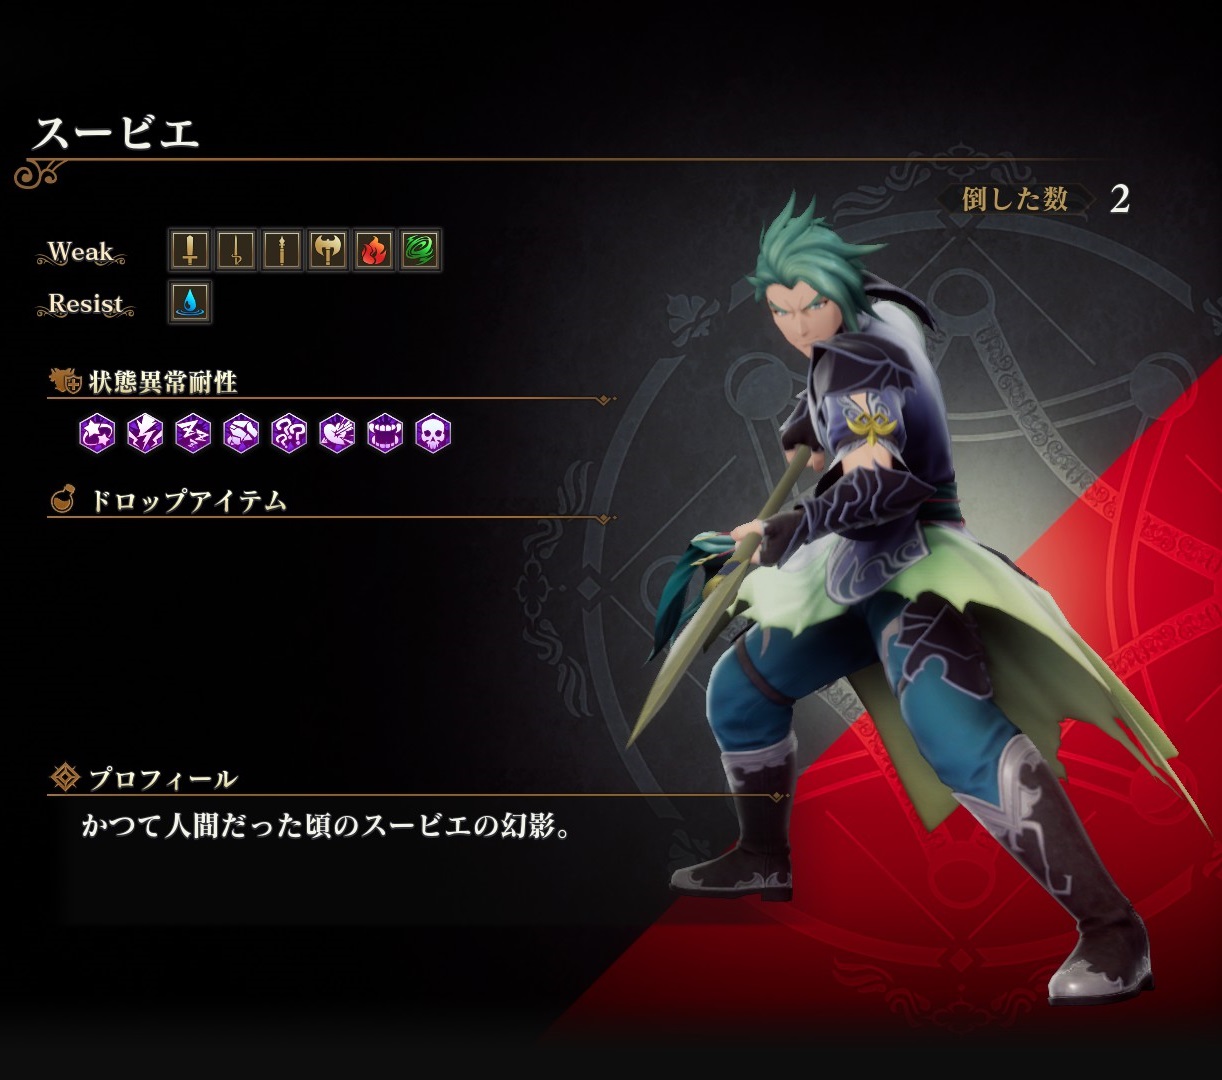 スービエ
倒した数 2
Weak
Resist
状態異常耐性
ドロップアイテム
プロフィール
かつて人間だった頃のスービエの幻影。